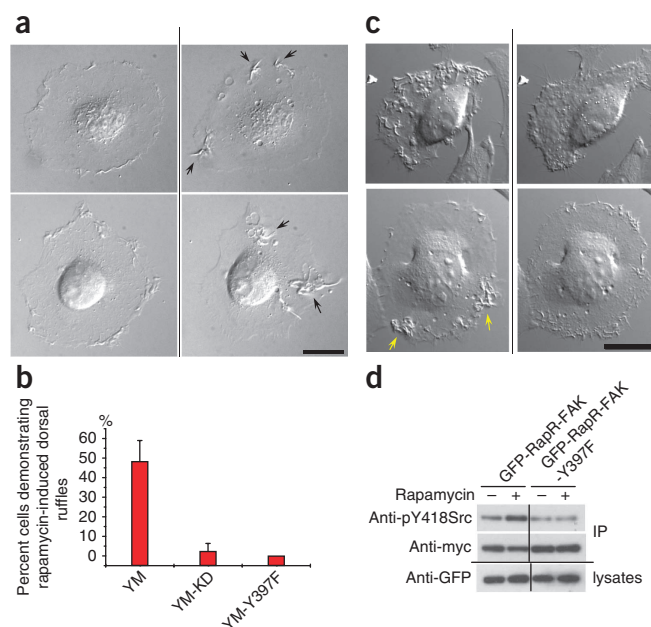 a
c
b
%
Percent cells demonstrating
rapamycin-induced dorsal
ruffles
60
50
40
30
20
10
0
YM
YM-KD
YM-Y397F
d
GFP-RapR-FAK
GFP-RapR-FAK
-Y397F
Rapamycin – + – +
Anti-pY418Src
Anti-myc
IP
Anti-GFP
lysates